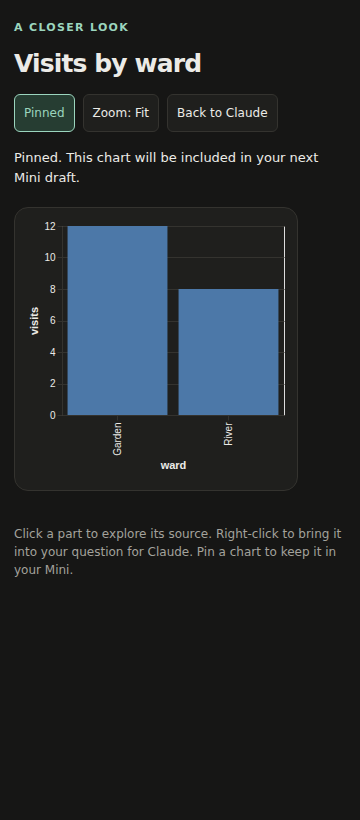 A CLOSER LOOK
Visits by ward
Pinned
Zoom: Fit
Back to Claude
Pinned. This chart will be included in your next
Mini draft.
12
10
8
6
4
2
0
visits
Garden
River
ward
Click a part to explore its source. Right-click to bring it
into your question for Claude. Pin a chart to keep it in
your Mini.